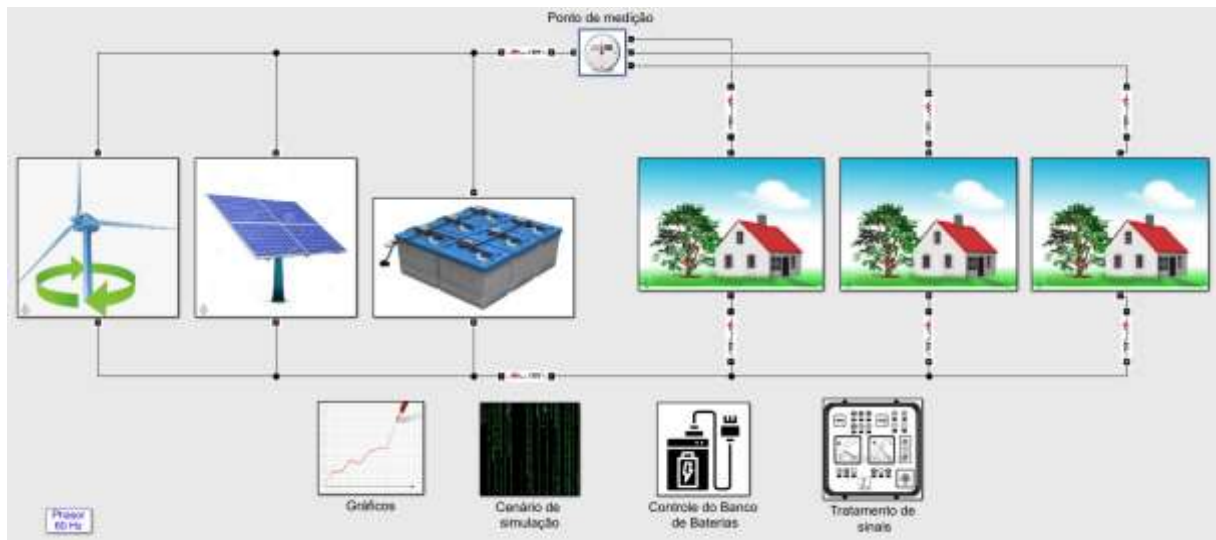 Ponto de medição
Gráficos
Cenário de
simulação
Controle do Banco
de Baterias
Tratamento de
sinais
Phasor
60 Hz